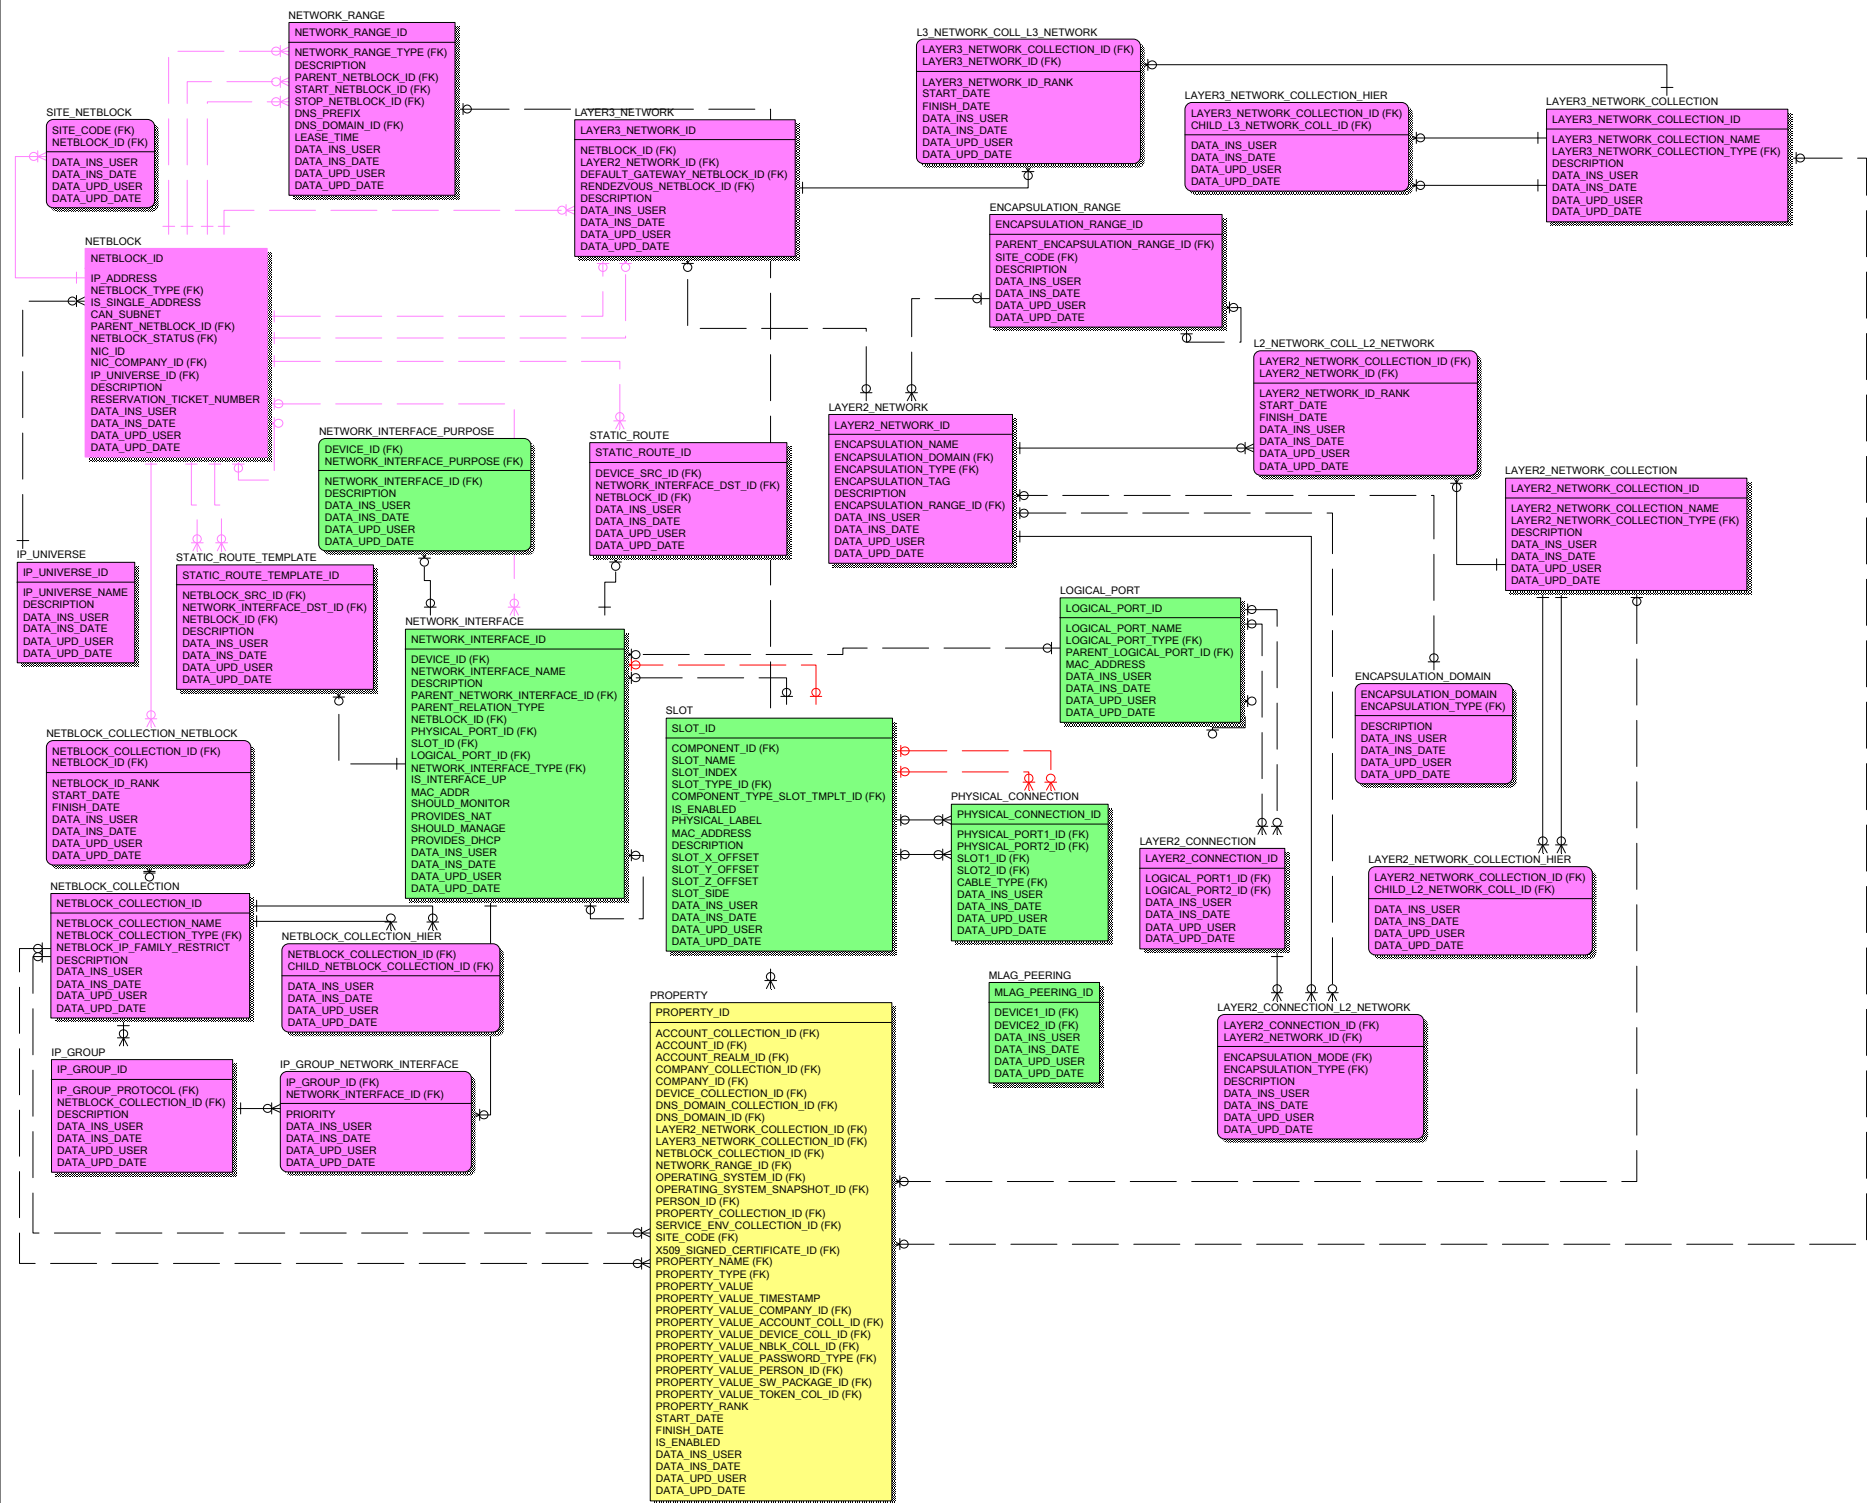 NETWORK_RANGE
NETWORK_RANGE_ID
NETWORK_RANGE_TYPE (FK)
DESCRIPTION
PARENT_NETBLOCK_ID (FK)
START_NETBLOCK_ID (FK)
STOP_NETBLOCK_ID (FK)
DNS_PREFIX
DNS_DOMAIN_ID (FK)
LEASE_TIME
DATA_INS_USER
DATA_INS_DATE
DATA_UPD_USER
DATA_UPD_DATE
L3_NETWORK_COLL_L3_NETWORK
LAYER3_NETWORK_COLLECTION_ID (FK)
LAYER3_NETWORK_ID (FK)
LAYER3_NETWORK_ID_RANK
START_DATE
FINISH_DATE
DATA_INS_USER
DATA_INS_DATE
DATA_UPD_USER
DATA_UPD_DATE
LAYER3_NETWORK_COLLECTION_HIER
LAYER3_NETWORK_COLLECTION_ID (FK)
CHILD_L3_NETWORK_COLL_ID (FK)
DATA_INS_USER
DATA_INS_DATE
DATA_UPD_USER
DATA_UPD_DATE
LAYER3_NETWORK_COLLECTION
LAYER3_NETWORK_COLLECTION_ID
LAYER3_NETWORK_COLLECTION_NAME
LAYER3_NETWORK_COLLECTION_TYPE (FK)
DESCRIPTION
DATA_INS_USER
DATA_INS_DATE
DATA_UPD_USER
DATA_UPD_DATE
SITE_NETBLOCK
SITE_CODE (FK)
NETBLOCK_ID (FK)
DATA_INS_USER
DATA_INS_DATE
DATA_UPD_USER
DATA_UPD_DATE
LAYER3_NETWORK
LAYER3_NETWORK_ID
NETBLOCK_ID (FK)
LAYER2_NETWORK_ID (FK)
DEFAULT_GATEWAY_NETBLOCK_ID (FK)
RENDEZVOUS_NETBLOCK_ID (FK)
DESCRIPTION
DATA_INS_USER
DATA_INS_DATE
DATA_UPD_USER
DATA_UPD_DATE
ENCAPSULATION_RANGE
ENCAPSULATION_RANGE_ID
PARENT_ENCAPSULATION_RANGE_ID (FK)
SITE_CODE (FK)
DESCRIPTION
DATA_INS_USER
DATA_INS_DATE
DATA_UPD_USER
DATA_UPD_DATE
NETBLOCK
NETBLOCK_ID
IP_ADDRESS
NETBLOCK_TYPE (FK)
IS_SINGLE_ADDRESS
CAN_SUBNET
PARENT_NETBLOCK_ID (FK)
NETBLOCK_STATUS (FK)
NIC_ID
NIC_COMPANY_ID (FK)
IP_UNIVERSE_ID (FK)
DESCRIPTION
RESERVATION_TICKET_NUMBER
DATA_INS_USER
DATA_INS_DATE
DATA_UPD_USER
DATA_UPD_DATE
L2_NETWORK_COLL_L2_NETWORK
LAYER2_NETWORK_COLLECTION_ID (FK)
LAYER2_NETWORK_ID (FK)
LAYER2_NETWORK_ID_RANK
START_DATE
FINISH_DATE
DATA_INS_USER
DATA_INS_DATE
DATA_UPD_USER
DATA_UPD_DATE
LAYER2_NETWORK
LAYER2_NETWORK_ID
ENCAPSULATION_NAME
ENCAPSULATION_DOMAIN (FK)
ENCAPSULATION_TYPE (FK)
ENCAPSULATION_TAG
DESCRIPTION
ENCAPSULATION_RANGE_ID (FK)
DATA_INS_USER
DATA_INS_DATE
DATA_UPD_USER
DATA_UPD_DATE
NETWORK_INTERFACE_PURPOSE
DEVICE_ID (FK)
NETWORK_INTERFACE_PURPOSE (FK)
NETWORK_INTERFACE_ID (FK)
DESCRIPTION
DATA_INS_USER
DATA_INS_DATE
DATA_UPD_USER
DATA_UPD_DATE
STATIC_ROUTE
STATIC_ROUTE_ID
DEVICE_SRC_ID (FK)
NETWORK_INTERFACE_DST_ID (FK)
NETBLOCK_ID (FK)
DATA_INS_USER
DATA_INS_DATE
DATA_UPD_USER
DATA_UPD_DATE
LAYER2_NETWORK_COLLECTION
LAYER2_NETWORK_COLLECTION_ID
LAYER2_NETWORK_COLLECTION_NAME
LAYER2_NETWORK_COLLECTION_TYPE (FK)
DESCRIPTION
DATA_INS_USER
DATA_INS_DATE
DATA_UPD_USER
DATA_UPD_DATE
IP_UNIVERSE
IP_UNIVERSE_ID
IP_UNIVERSE_NAME
DESCRIPTION
DATA_INS_USER
DATA_INS_DATE
DATA_UPD_USER
DATA_UPD_DATE
STATIC_ROUTE_TEMPLATE
STATIC_ROUTE_TEMPLATE_ID
NETBLOCK_SRC_ID (FK)
NETWORK_INTERFACE_DST_ID (FK)
NETBLOCK_ID (FK)
DESCRIPTION
DATA_INS_USER
DATA_INS_DATE
DATA_UPD_USER
DATA_UPD_DATE
NETWORK_INTERFACE
NETWORK_INTERFACE_ID
DEVICE_ID (FK)
NETWORK_INTERFACE_NAME
DESCRIPTION
PARENT_NETWORK_INTERFACE_ID (FK)
PARENT_RELATION_TYPE
NETBLOCK_ID (FK)
PHYSICAL_PORT_ID (FK)
SLOT_ID (FK)
LOGICAL_PORT_ID (FK)
NETWORK_INTERFACE_TYPE (FK)
IS_INTERFACE_UP
MAC_ADDR
SHOULD_MONITOR
PROVIDES_NAT
SHOULD_MANAGE
PROVIDES_DHCP
DATA_INS_USER
DATA_INS_DATE
DATA_UPD_USER
DATA_UPD_DATE
LOGICAL_PORT
LOGICAL_PORT_ID
LOGICAL_PORT_NAME
LOGICAL_PORT_TYPE (FK)
PARENT_LOGICAL_PORT_ID (FK)
MAC_ADDRESS
DATA_INS_USER
DATA_INS_DATE
DATA_UPD_USER
DATA_UPD_DATE
ENCAPSULATION_DOMAIN
ENCAPSULATION_DOMAIN
ENCAPSULATION_TYPE (FK)
DESCRIPTION
DATA_INS_USER
DATA_INS_DATE
DATA_UPD_USER
DATA_UPD_DATE
SLOT
SLOT_ID
COMPONENT_ID (FK)
SLOT_NAME
SLOT_INDEX
SLOT_TYPE_ID (FK)
COMPONENT_TYPE_SLOT_TMPLT_ID (FK)
IS_ENABLED
PHYSICAL_LABEL
MAC_ADDRESS
DESCRIPTION
SLOT_X_OFFSET
SLOT_Y_OFFSET
SLOT_Z_OFFSET
SLOT_SIDE
DATA_INS_USER
DATA_INS_DATE
DATA_UPD_USER
DATA_UPD_DATE
NETBLOCK_COLLECTION_NETBLOCK
NETBLOCK_COLLECTION_ID (FK)
NETBLOCK_ID (FK)
NETBLOCK_ID_RANK
START_DATE
FINISH_DATE
DATA_INS_USER
DATA_INS_DATE
DATA_UPD_USER
DATA_UPD_DATE
PHYSICAL_CONNECTION
PHYSICAL_CONNECTION_ID
PHYSICAL_PORT1_ID (FK)
PHYSICAL_PORT2_ID (FK)
SLOT1_ID (FK)
SLOT2_ID (FK)
CABLE_TYPE (FK)
DATA_INS_USER
DATA_INS_DATE
DATA_UPD_USER
DATA_UPD_DATE
LAYER2_CONNECTION
LAYER2_CONNECTION_ID
LOGICAL_PORT1_ID (FK)
LOGICAL_PORT2_ID (FK)
DATA_INS_USER
DATA_INS_DATE
DATA_UPD_USER
DATA_UPD_DATE
LAYER2_NETWORK_COLLECTION_HIER
LAYER2_NETWORK_COLLECTION_ID (FK)
CHILD_L2_NETWORK_COLL_ID (FK)
DATA_INS_USER
DATA_INS_DATE
DATA_UPD_USER
DATA_UPD_DATE
NETBLOCK_COLLECTION
NETBLOCK_COLLECTION_ID
NETBLOCK_COLLECTION_NAME
NETBLOCK_COLLECTION_TYPE (FK)
NETBLOCK_IP_FAMILY_RESTRICT
DESCRIPTION
DATA_INS_USER
DATA_INS_DATE
DATA_UPD_USER
DATA_UPD_DATE
NETBLOCK_COLLECTION_HIER
NETBLOCK_COLLECTION_ID (FK)
CHILD_NETBLOCK_COLLECTION_ID (FK)
DATA_INS_USER
DATA_INS_DATE
DATA_UPD_USER
DATA_UPD_DATE
MLAG_PEERING
MLAG_PEERING_ID
DEVICE1_ID (FK)
DEVICE2_ID (FK)
DATA_INS_USER
DATA_INS_DATE
DATA_UPD_USER
DATA_UPD_DATE
LAYER2_CONNECTION_L2_NETWORK
LAYER2_CONNECTION_ID (FK)
LAYER2_NETWORK_ID (FK)
ENCAPSULATION_MODE (FK)
ENCAPSULATION_TYPE (FK)
DESCRIPTION
DATA_INS_USER
DATA_INS_DATE
DATA_UPD_USER
DATA_UPD_DATE
IP_GROUP
IP_GROUP_ID
IP_GROUP_PROTOCOL (FK)
NETBLOCK_COLLECTION_ID (FK)
DESCRIPTION
DATA_INS_USER
DATA_INS_DATE
DATA_UPD_USER
DATA_UPD_DATE
IP_GROUP_NETWORK_INTERFACE
IP_GROUP_ID (FK)
NETWORK_INTERFACE_ID (FK)
PRIORITY
DATA_INS_USER
DATA_INS_DATE
DATA_UPD_USER
DATA_UPD_DATE
PROPERTY
PROPERTY_ID
ACCOUNT_COLLECTION_ID (FK)
ACCOUNT_ID (FK)
ACCOUNT_REALM_ID (FK)
COMPANY_COLLECTION_ID (FK)
COMPANY_ID (FK)
DEVICE_COLLECTION_ID (FK)
DNS_DOMAIN_COLLECTION_ID (FK)
DNS_DOMAIN_ID (FK)
LAYER2_NETWORK_COLLECTION_ID (FK)
LAYER3_NETWORK_COLLECTION_ID (FK)
NETBLOCK_COLLECTION_ID (FK)
NETWORK_RANGE_ID (FK)
OPERATING_SYSTEM_ID (FK)
OPERATING_SYSTEM_SNAPSHOT_ID (FK)
PERSON_ID (FK)
PROPERTY_COLLECTION_ID (FK)
SERVICE_ENV_COLLECTION_ID (FK)
SITE_CODE (FK)
X509_SIGNED_CERTIFICATE_ID (FK)
PROPERTY_NAME (FK)
PROPERTY_TYPE (FK)
PROPERTY_VALUE
PROPERTY_VALUE_TIMESTAMP
PROPERTY_VALUE_COMPANY_ID (FK)
PROPERTY_VALUE_ACCOUNT_COLL_ID (FK)
PROPERTY_VALUE_DEVICE_COLL_ID (FK)
PROPERTY_VALUE_NBLK_COLL_ID (FK)
PROPERTY_VALUE_PASSWORD_TYPE (FK)
PROPERTY_VALUE_PERSON_ID (FK)
PROPERTY_VALUE_SW_PACKAGE_ID (FK)
PROPERTY_VALUE_TOKEN_COL_ID (FK)
PROPERTY_RANK
START_DATE
FINISH_DATE
IS_ENABLED
DATA_INS_USER
DATA_INS_DATE
DATA_UPD_USER
DATA_UPD_DATE